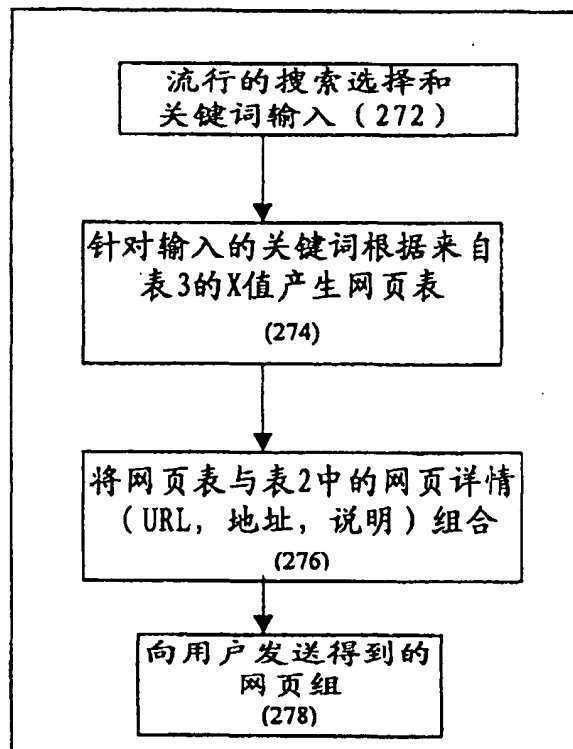 流行的搜索选择和
关键词输入（272）
针对输入的关键词根据来自
表3的X值产生网页表
(274)
将网页表与表2中的网页详情
（URL，地址，说明）组合
(276)
向用户发送得到的
网页组
(278)